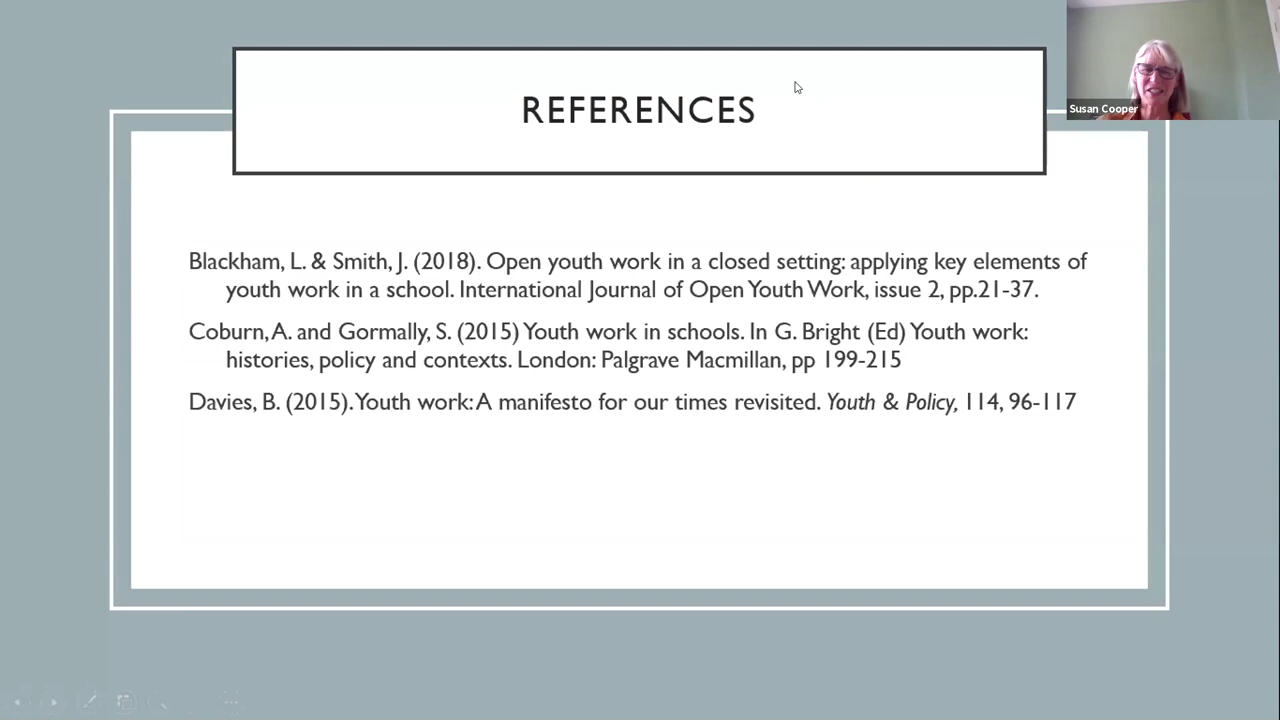 REFERENCES
Susan Cooper
Blackham, L. & Smith, J. (2018). Open youth work in a closed setting: applying key elements of
youth work in a school. International Journal of Open Youth Work, issue 2, pp.21-37.
Coburn, A. and Gormally, S. (2015) Youth work in schools. In G. Bright (Ed) Youth work:
histories, policy and contexts. London: Palgrave Macmillan, pp 199-215
Davies, B. (2015). Youth work: A manifesto for our times revisited. Youth & Policy, 114, 96-117